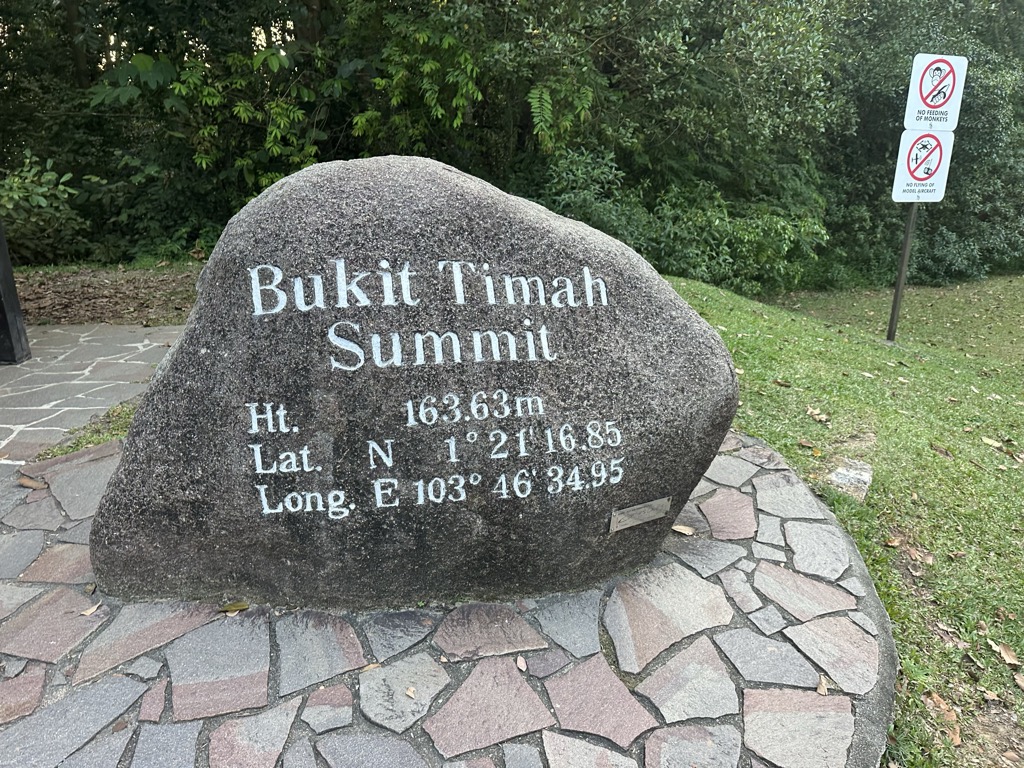 Bukit Timah
Summit
Ht. 163.63m
Lat. N 1° 21' 16.85
Long. E 103° 46' 34.95
NO FEEDING
OF MONKEYS
NO FLYING OF
MODEL AIRCRAFT